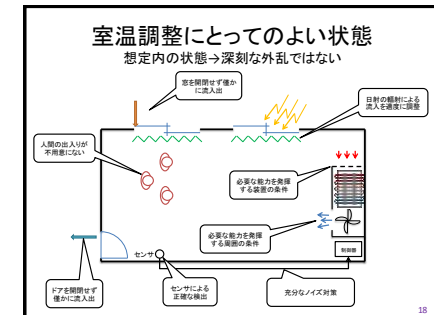 室温調整にとってのよい状態
想定内の状態→深刻な外乱ではない
窓を開閉せず僅か
に流入出
日射の輻射による
流入を適度に調整
人間の出入りが
不用意にない
必要な能力を発揮
する装置の条件
必要な能力を発揮
する周囲の条件
制御器
センサ
ドアを開閉せず
僅かに流入出
センサによる
正確な検出
充分なノイズ対策
18